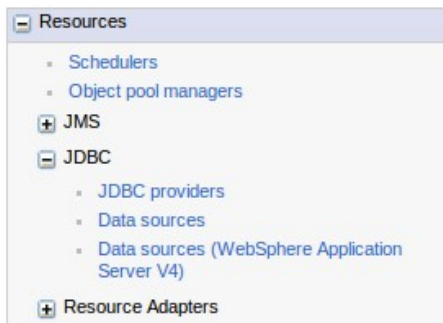 Resources
Schedulers
Object pool managers
JMS
JDBC
JDBC providers
Data sources
Data sources (WebSphere Application
Server V4)
Resource Adapters